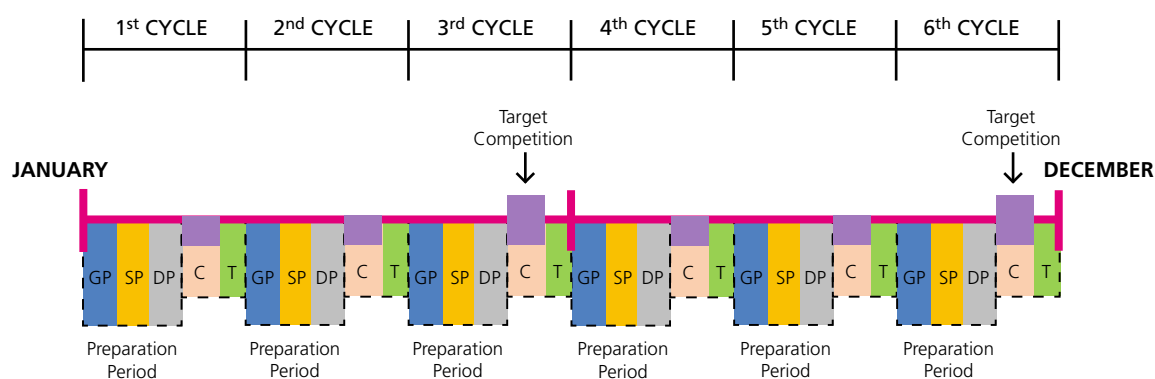 1st CYCLE 2nd CYCLE 3rd CYCLE 4th CYCLE 5th CYCLE 6th CYCLE
Target Competition
Target Competition
JANUARY DECEMBER
GP SP DP C T GP SP DP C T GP SP DP C T GP SP DP C T GP SP DP C T GP SP DP C T
Preparation Preparation Preparation Preparation Preparation Preparation
Period Period Period Period Period Period